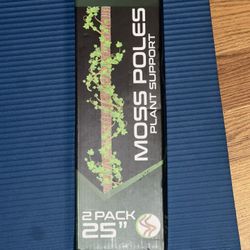 MOSS POLES
PLANT SUPPORT
2 PACK
25"